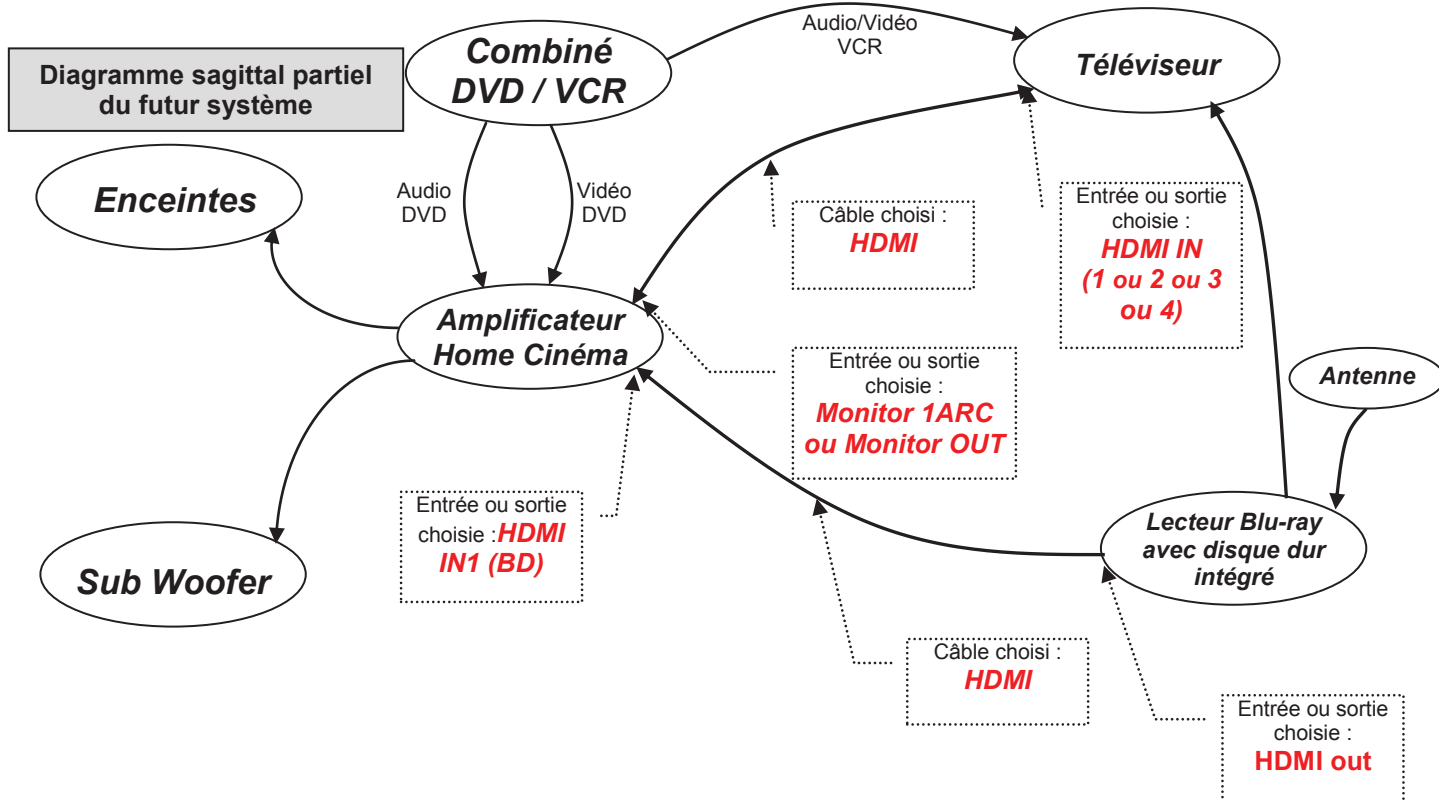 Diagramme sagittal partiel
du futur système
Combiné
DVD / VCR
Audio/Vidéo
VCR
Téléviseur
Enceintes
Audio
DVD
Vidéo
DVD
Câble choisi :
HDMI
Entrée ou sortie
choisie :
HDMI IN
(1 ou 2 ou 3
ou 4)
Amplificateur
Home Cinéma
Entrée ou sortie
choisie :
Monitor 1ARC
ou Monitor OUT
Antenne
Entrée ou sortie
choisie :HDMI
IN1 (BD)
Lecteur Blu-ray
avec disque dur
intégré
Sub Woofer
Câble choisi :
HDMI
Entrée ou sortie
choisie :
HDMI out